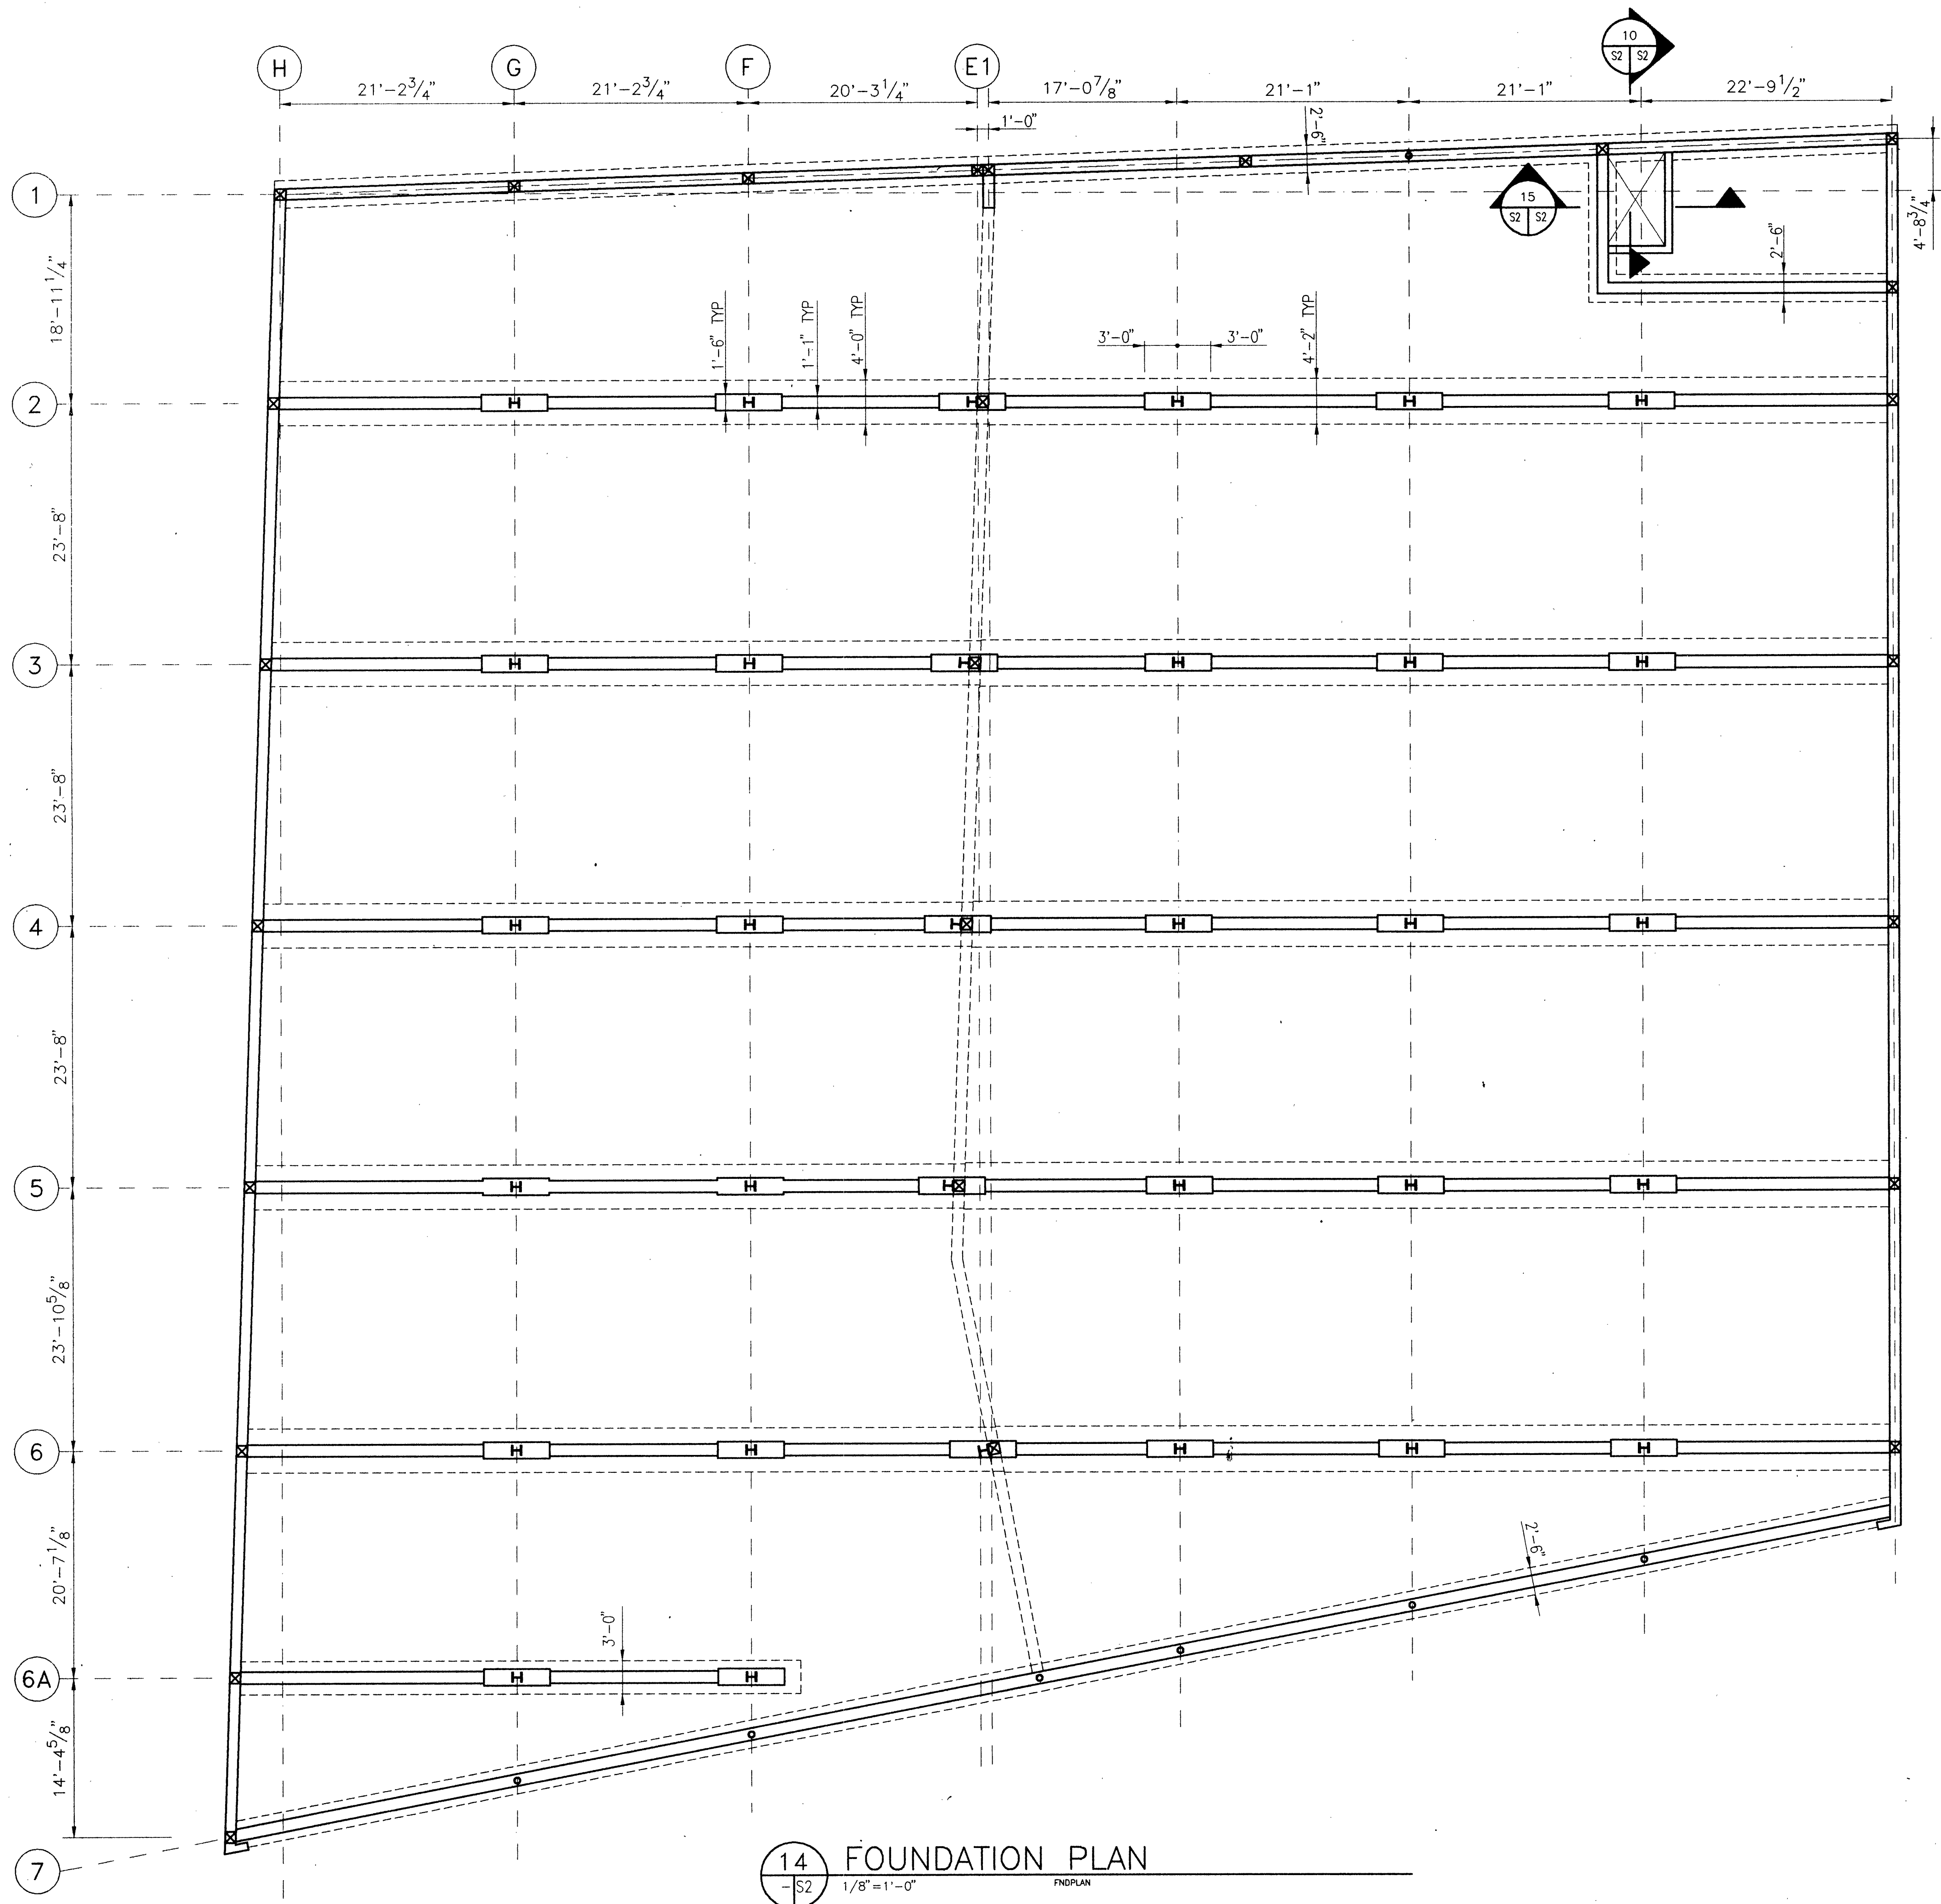 10
S2 S2
H G F E1
21'-2 3/4" 21'-2 3/4" 20'-3 1/4" 17'-0 7/8" 21'-1" 21'-1" 22'-9 1/2"
1'-0"
2'-6"
1
15
S2 S2
4'-8 3/4"
2'-6"
18'-11 1/4"
1'-6" TYP
1'-1" TYP
4'-0" TYP
3'-0" 3'-0"
4'-2" TYP
2
23'-8"
3
23'-8"
4
23'-8"
5
23'-10 5/8"
6
20'-7 1/8"
2'-6"
3'-0"
6A
14'-4 5/8"
7
14
- S2
FOUNDATION PLAN
1/8"=1'-0" FNDPLAN